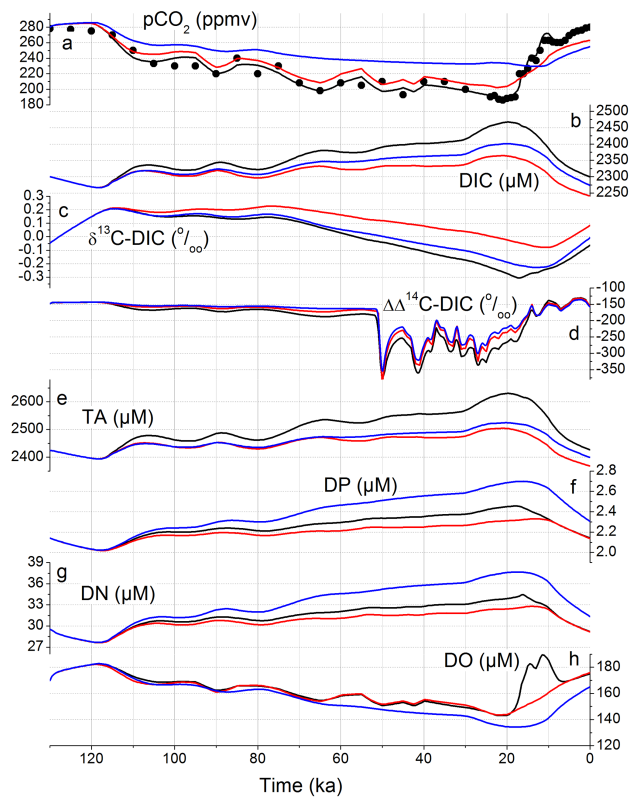 pCO₂ (ppmv)
a
280
260
240
220
200
180
b
2500
2450
2400
2350
2300
2250
DIC (µM)
0.3
0.2
0.1
0.0
-0.1
-0.2
-0.3
c
δ¹³C-DIC (⁰/₀₀)
-100
-150
-200
-250
-300
-350
ΔΔ¹⁴C-DIC (⁰/₀₀)
d
e
2600
2500
2400
TA (µM)
DP (µM)
f
2.8
2.6
2.4
2.2
2.0
39
36
33
30
27
g
DN (µM)
DO (µM)
h
180
160
140
120
120 100 80 60 40 20 0
Time (ka)